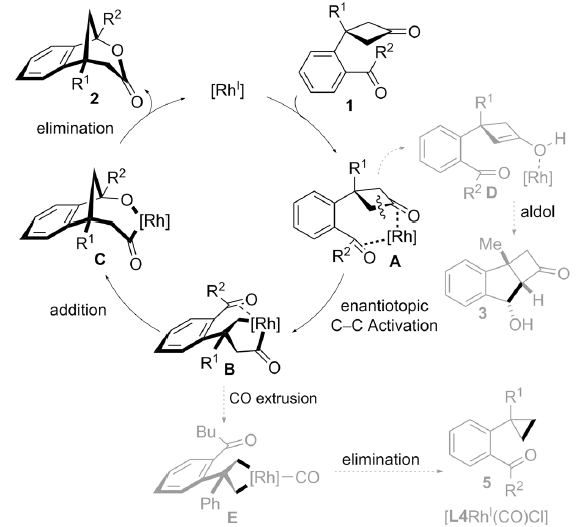 R2
O
O
R1
2
elimination
[RhI]
R1
O
R2
O
1
R1
O
H
[Rh]
O
R2
D
aldol
R2
O
[Rh]
R1
O
C
R1
O
[Rh]
R2
O
A
Me
O
H
OH
3
addition
enantiotopic
C–C Activation
R2
O
[Rh]
R1
O
B
CO extrusion
Bu
O
[Rh]—CO
Ph
E
elimination
R1
O
5
R2
[L4RhI(CO)Cl]